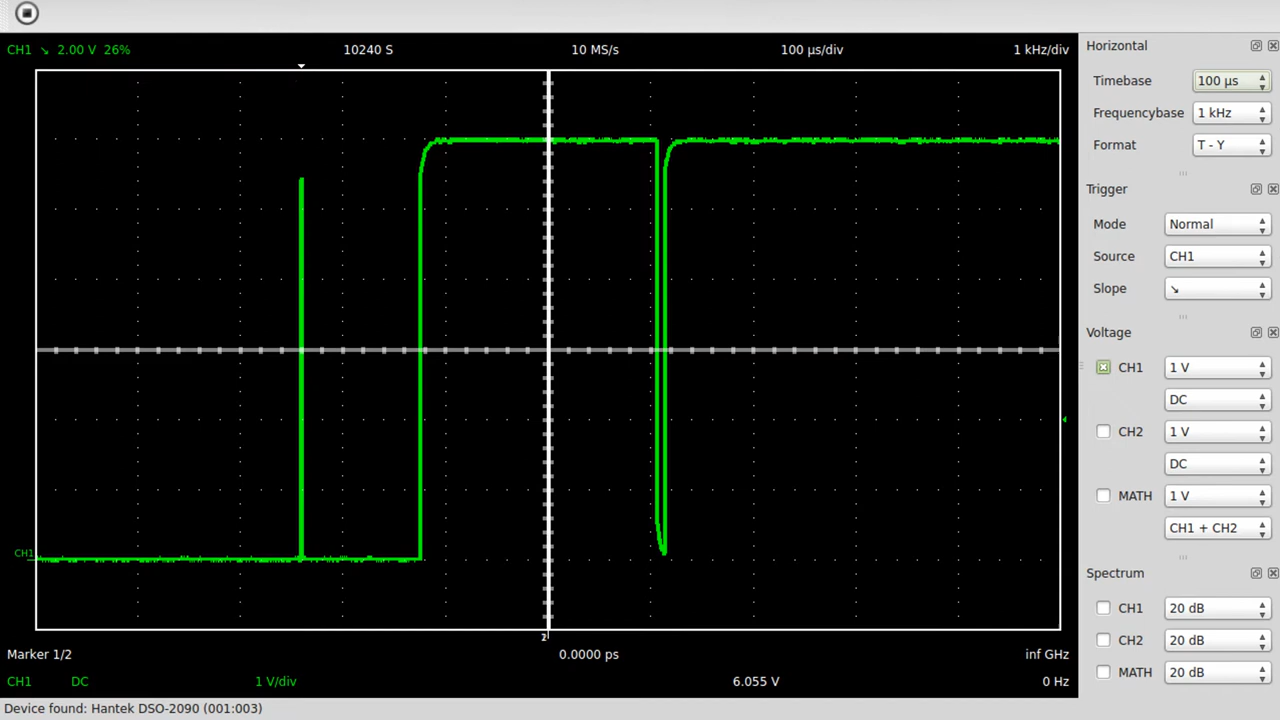 CH1 ↘ 2.00 V 26% 10240 S 10 MS/s 100 µs/div 1 kHz/div
Horizontal
Timebase 100 µs
Frequencybase 1 kHz
Format T - Y
Trigger
Mode Normal
Source CH1
Slope ↘
Voltage
CH1 1 V
DC
CH2 1 V
DC
MATH 1 V
CH1 + CH2
Spectrum
CH1 20 dB
CH2 20 dB
MATH 20 dB
CH1
2
Marker 1/2 0.0000 ps inf GHz
CH1 DC 1 V/div 6.055 V 0 Hz
Device found: Hantek DSO-2090 (001:003)